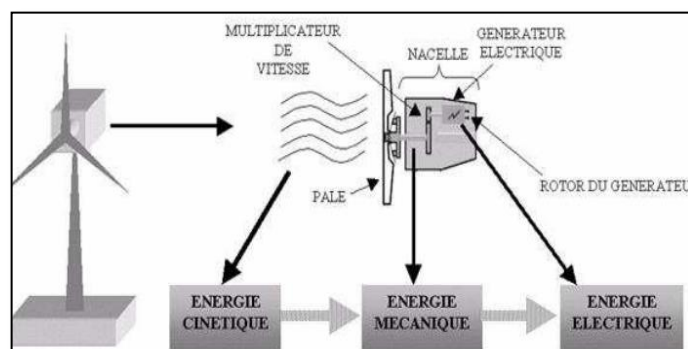 MULTIPLICATEUR
DE
VITESSE
GENERATEUR
ELECTRIQUE
NACELLE
PALE
ROTOR DU GENERATEU
ENERGIE
CINETIQUE
ENERGIE
MECANIQUE
ENERGIE
ELECTRIQUE